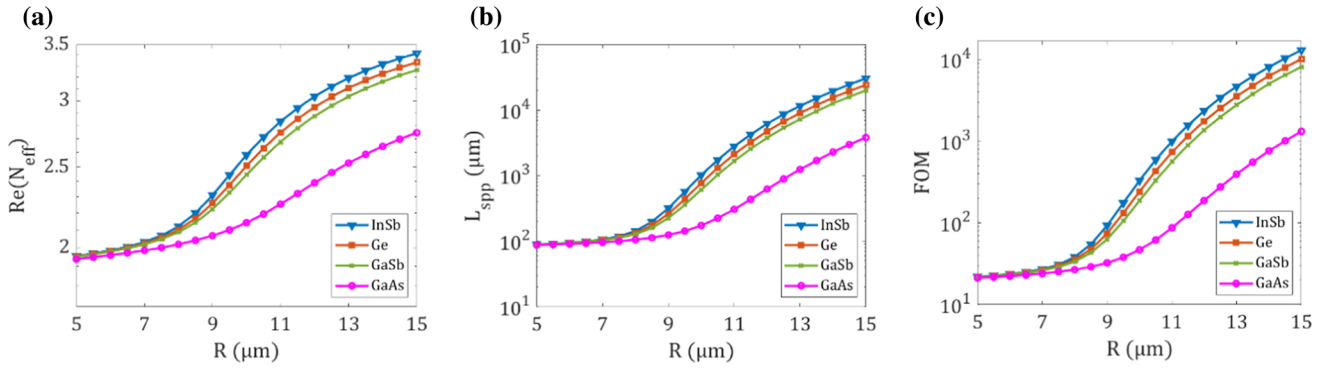 (a)
3.5
3
2.5
2
Re(N_eff)
5 7 9 11 13 15
R (μm)
InSb
Ge
GaSb
GaAs
(b)
10^5
10^4
10^3
10^2
10^1
L_spp (μm)
5 7 9 11 13 15
R (μm)
InSb
Ge
GaSb
GaAs
(c)
10^4
10^3
10^2
10^1
FOM
5 7 9 11 13 15
R (μm)
InSb
Ge
GaSb
GaAs